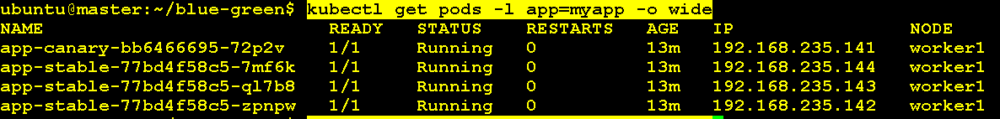 ubuntu@master:~/blue-green$ kubectl get pods -l app=myapp -o wide
NAME READY STATUS RESTARTS AGE IP NODE
app-canary-bb6466695-72p2v 1/1 Running 0 13m 192.168.235.141 worker1
app-stable-77bd4f58c5-7mf6k 1/1 Running 0 13m 192.168.235.144 worker1
app-stable-77bd4f58c5-ql7b8 1/1 Running 0 13m 192.168.235.143 worker1
app-stable-77bd4f58c5-zpnpw 1/1 Running 0 13m 192.168.235.142 worker1